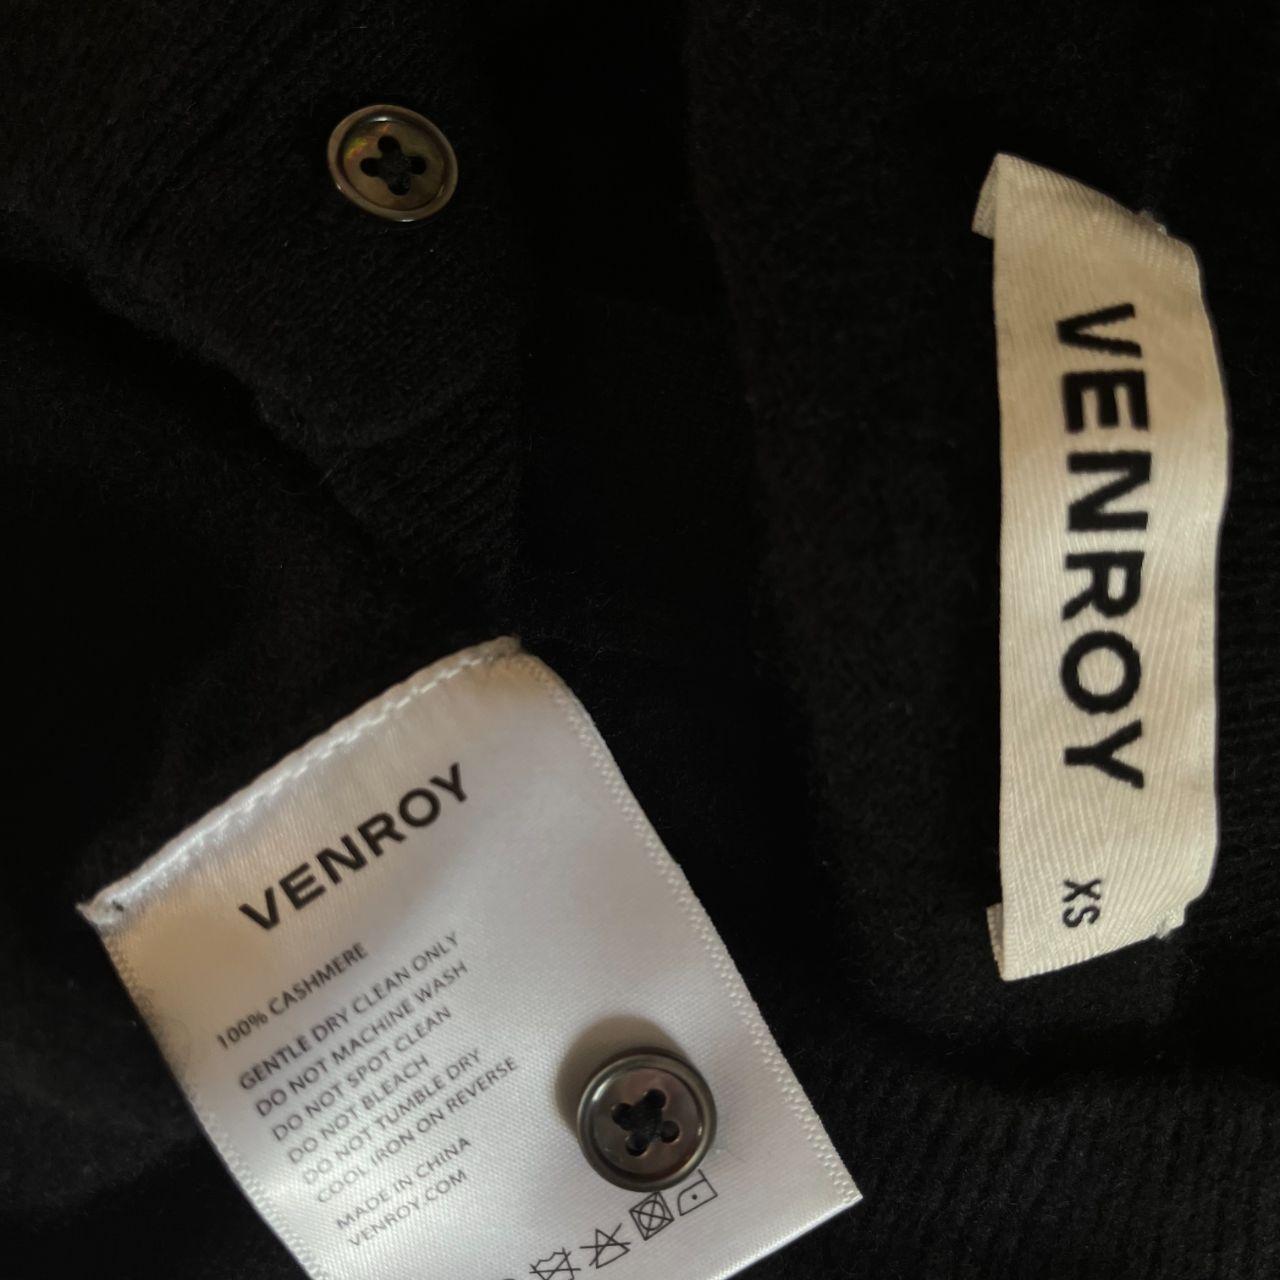 VENROY
XS
VENROY
100% CASHMERE
GENTLE DRY CLEAN ONLY
DO NOT MACHINE WASH
DO NOT SPOT CLEAN
DO NOT BLEACH
DO NOT TUMBLE DRY
COOL IRON ON REVERSE
MADE IN CHINA
VENROY.COM